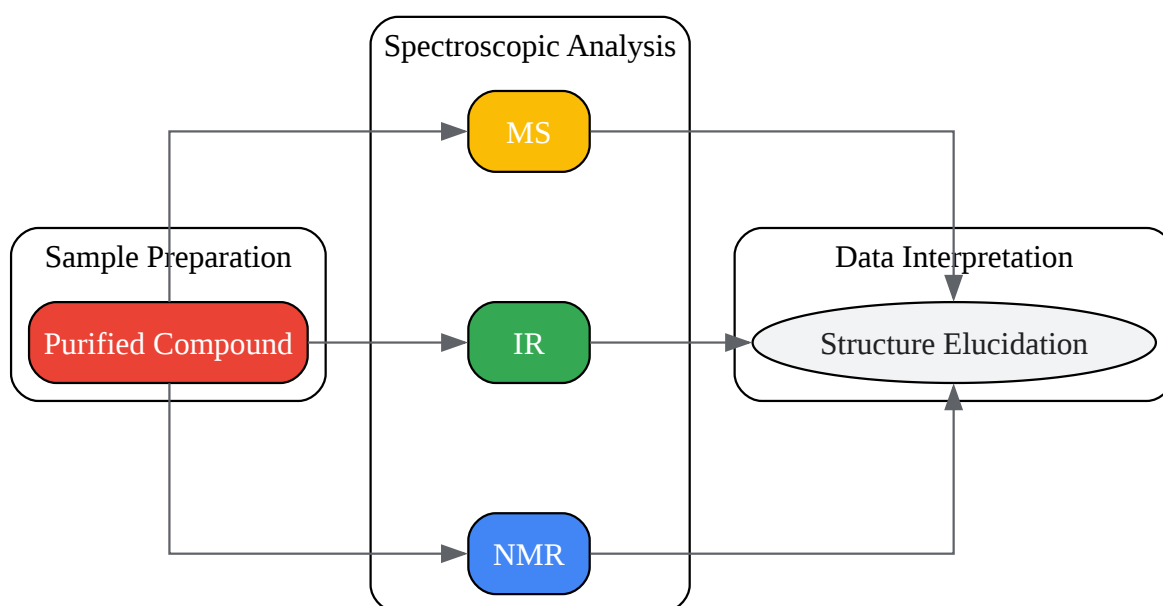 Spectroscopic Analysis
MS
Sample Preparation
Purified Compound
IR
Data Interpretation
Structure Elucidation
NMR